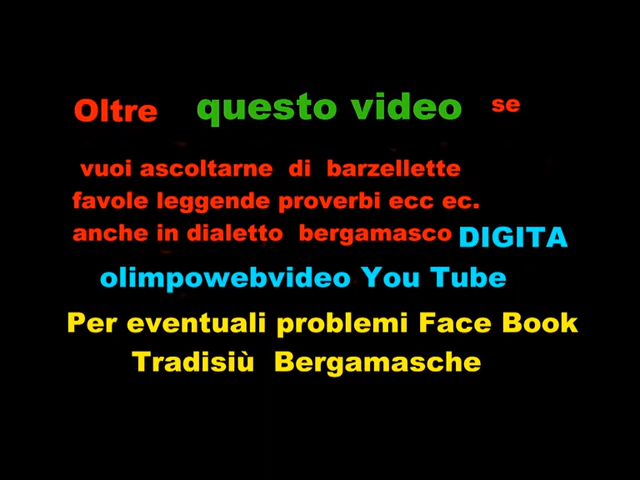 Oltre questo video se
vuoi ascoltarne di barzellette
favole leggende proverbi ecc ec.
anche in dialetto bergamasco DIGITA
olimpowebvideo You Tube
Per eventuali problemi Face Book
Tradisiù Bergamasche